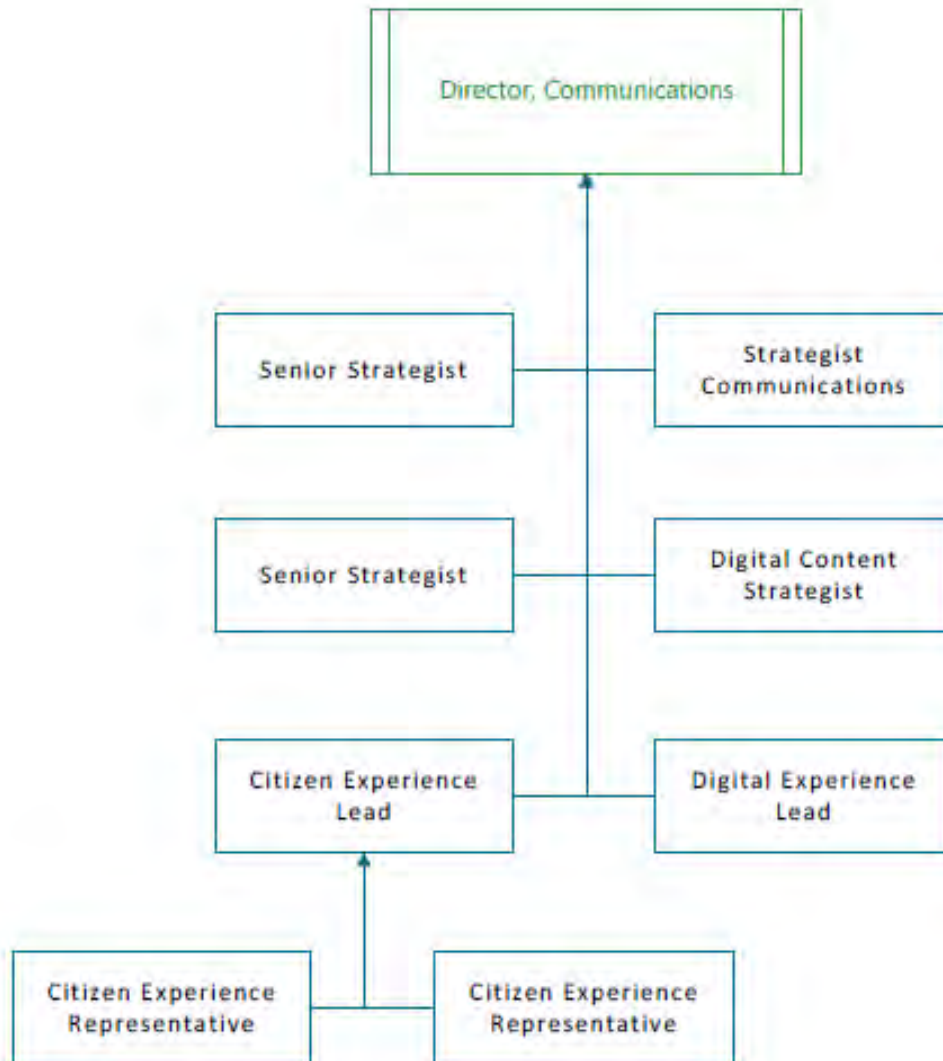 Director, Communications
Senior Strategist
Strategist
Communications
Senior Strategist
Digital Content
Strategist
Citizen Experience
Lead
Digital Experience
Lead
Citizen Experience
Representative
Citizen Experience
Representative